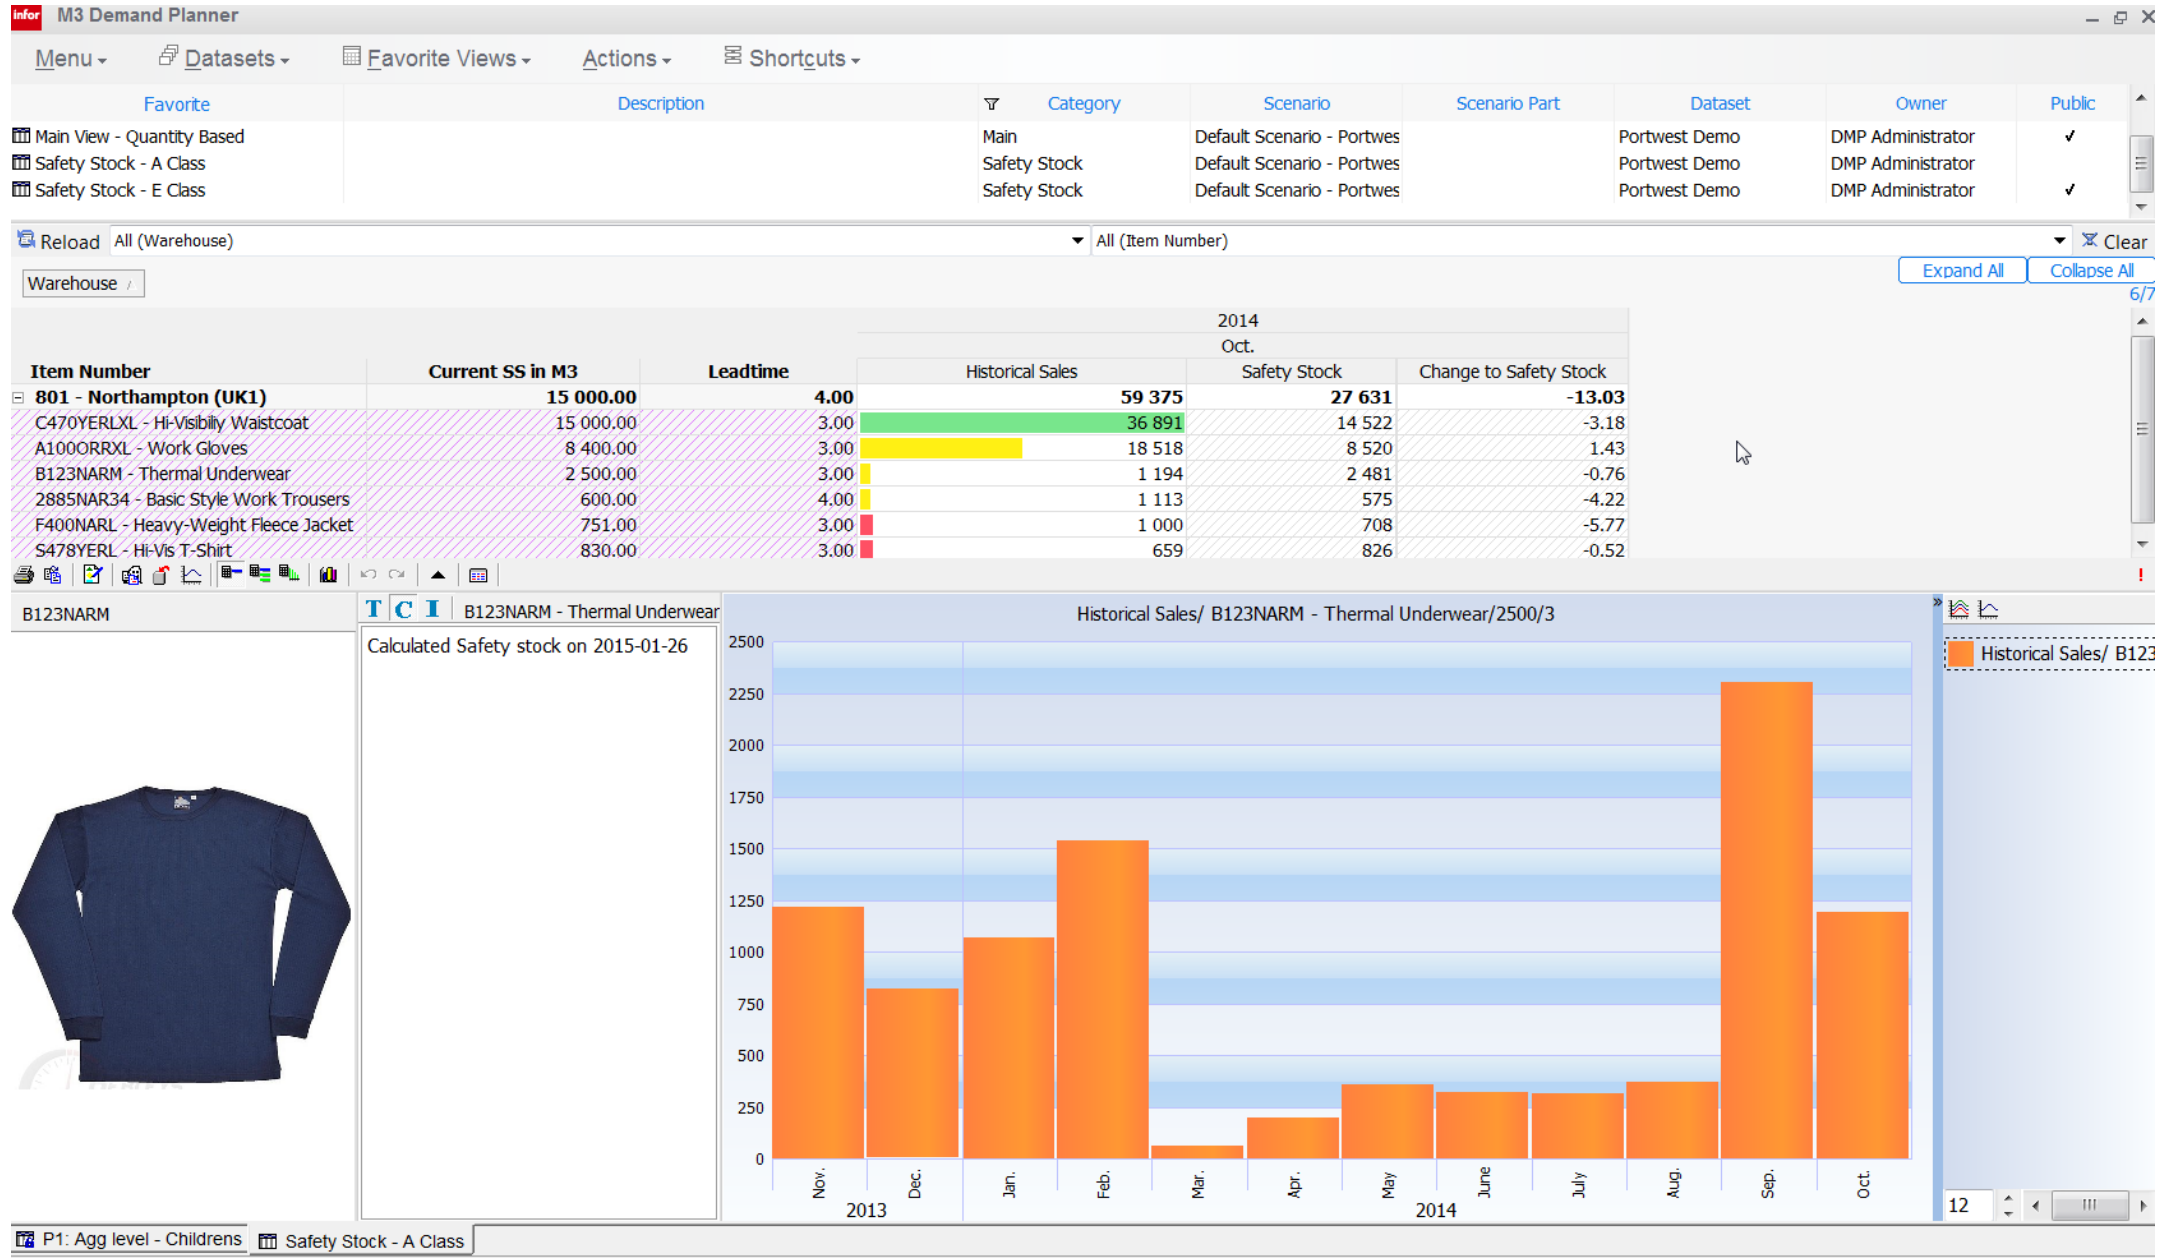 infor M3 Demand Planner
Menu Datasets Favorite Views Actions Shortcuts
Favorite Description Category Scenario Scenario Part Dataset Owner Public
Main View - Quantity Based Main Default Scenario - Portwes Portwest Demo DMP Administrator ✓
Safety Stock - A Class Safety Stock Default Scenario - Portwes Portwest Demo DMP Administrator
Safety Stock - E Class Safety Stock Default Scenario - Portwes Portwest Demo DMP Administrator ✓
Reload All (Warehouse) All (Item Number) Clear
Expand All Collapse All
Warehouse
6/7
2014
Oct.
Item Number Current SS in M3 Leadtime Historical Sales Safety Stock Change to Safety Stock
801 - Northampton (UK1) 15 000.00 4.00 59 375 27 631 -13.03
C470YERLXL - Hi-Visibiliy Waistcoat 15 000.00 3.00 36 891 14 522 -3.18
A100ORRXL - Work Gloves 8 400.00 3.00 18 518 8 520 1.43
B123NARM - Thermal Underwear 2 500.00 3.00 1 194 2 481 -0.76
2885NAR34 - Basic Style Work Trousers 600.00 4.00 1 113 575 -4.22
F400NARL - Heavy-Weight Fleece Jacket 751.00 3.00 1 000 708 -5.77
S478YERL - Hi-Vis T-Shirt 830.00 3.00 659 826 -0.52
!
B123NARM
T C I B123NARM - Thermal Underwear
Calculated Safety stock on 2015-01-26
Historical Sales/ B123NARM - Thermal Underwear/2500/3
»
Historical Sales/ B123
2500
2250
2000
1750
1500
1250
1000
750
500
250
0
Nov. Dec. Jan. Feb. Mar. Apr. May June July Aug. Sep. Oct.
2013 2014
12
P1: Agg level - Childrens Safety Stock - A Class